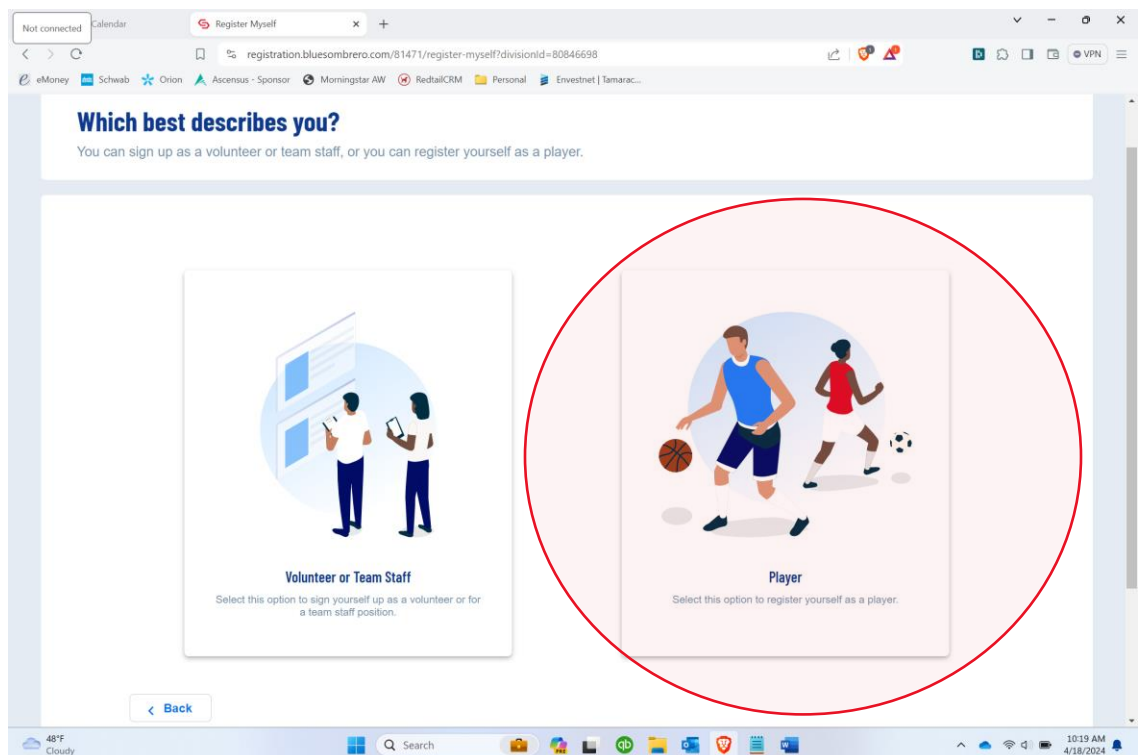 Not connected
Calendar
Register Myself
registration.bluesombrero.com/81471/register-myself?divisionId=80846698
VPN
eMoney Schwab Orion Ascensus - Sponsor Morningstar AW RedtailCRM Personal Envestnet | Tamarac...
Which best describes you?
You can sign up as a volunteer or team staff, or you can register yourself as a player.
Volunteer or Team Staff
Select this option to sign yourself up as a volunteer or for
a team staff position.
Player
Select this option to register yourself as a player.
Back
48°F
Cloudy
Search
10:19 AM
4/18/2024